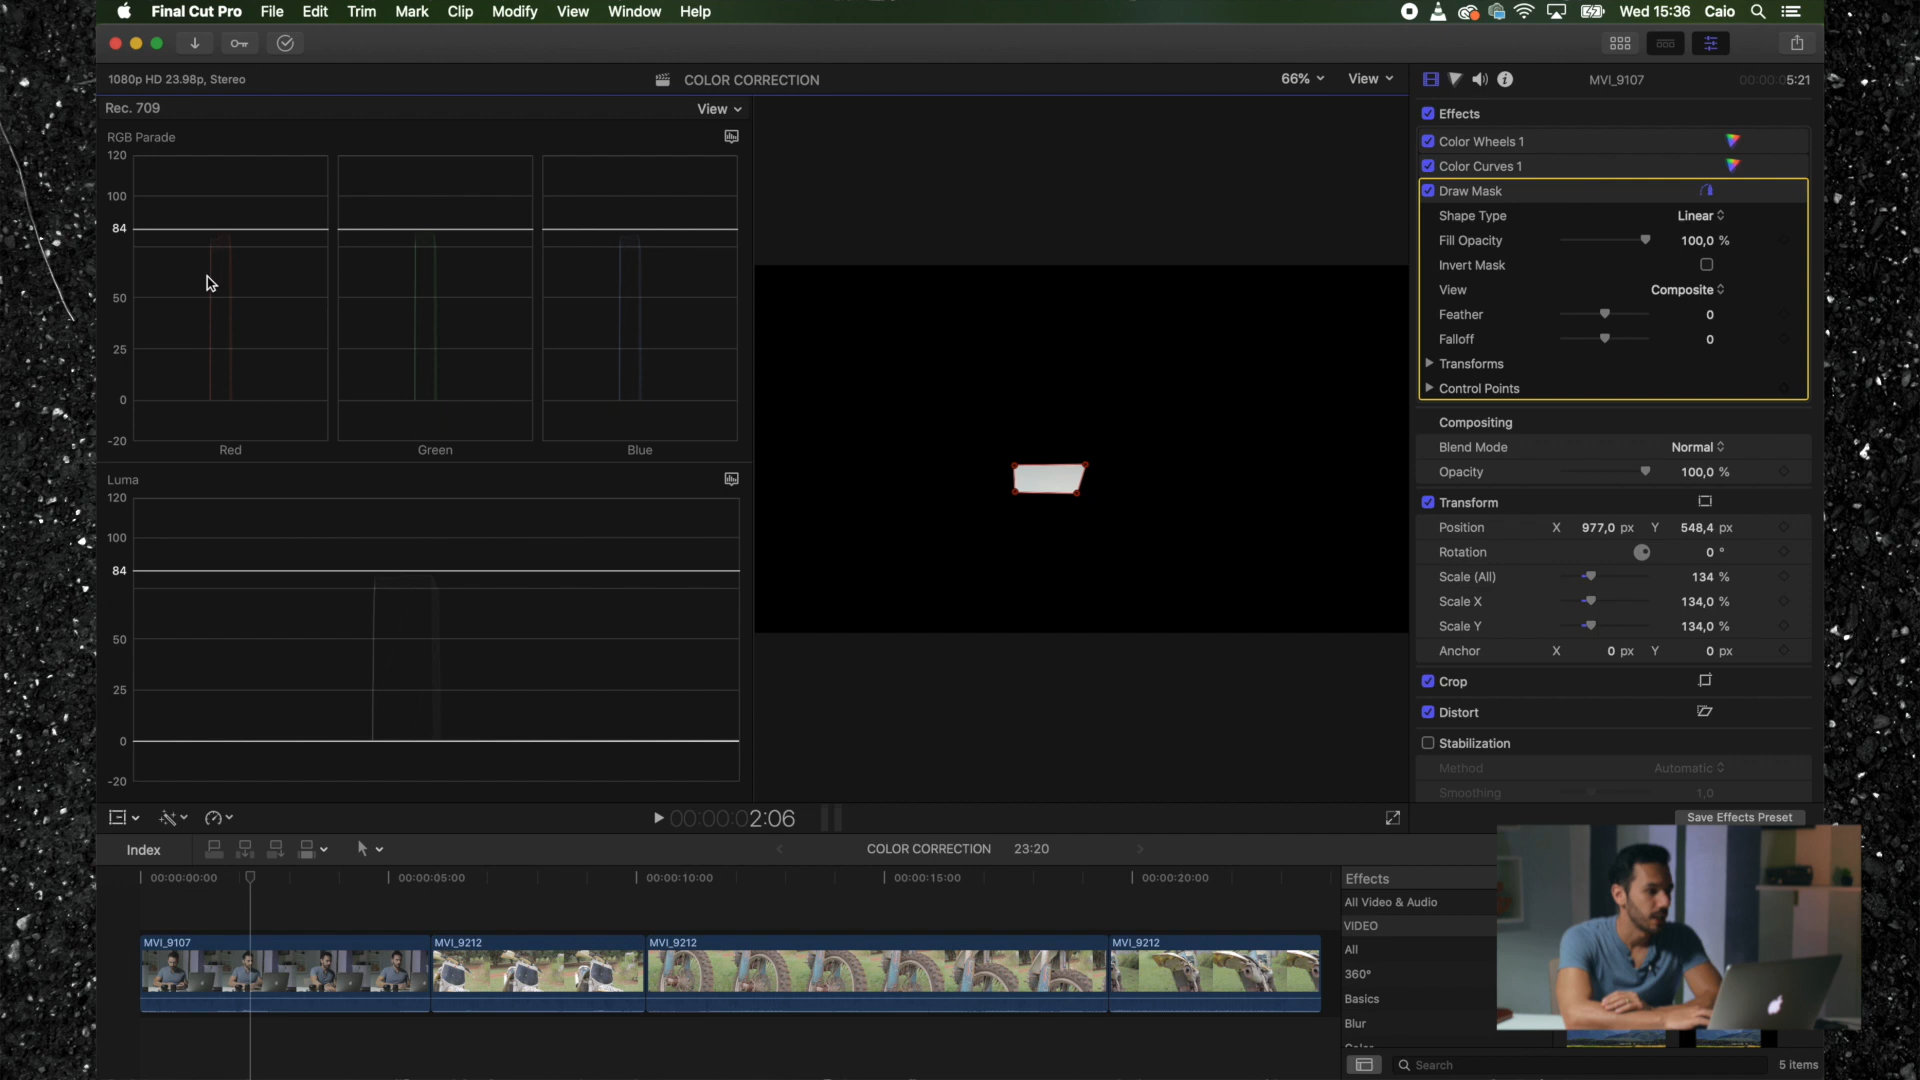 Final Cut Pro File Edit Trim Mark Clip Modify View Window Help Wed 15:36 Caio
1080p HD 23.98p, Stereo COLOR CORRECTION 66% View MVI_9107 00:00:05:21
Rec. 709 View
RGB Parade
120
100
84
50
25
0
-20
Red Green Blue
Luma
120
100
84
50
25
0
-20
Effects
Color Wheels 1
Color Curves 1
Draw Mask
Shape Type Linear
Fill Opacity 100,0 %
Invert Mask
View Composite
Feather 0
Falloff 0
Transforms
Control Points
Compositing
Blend Mode Normal
Opacity 100,0 %
Transform
Position X 977,0 px Y 548,4 px
Rotation 0 °
Scale (All) 134 %
Scale X 134,0 %
Scale Y 134,0 %
Anchor X 0 px Y 0 px
Crop
Distort
Stabilization
Method Automatic
Smoothing 1,0
00:00:02:06
Save Effects Preset
Index COLOR CORRECTION 23:20
00:00:00:00 00:00:05:00 00:00:10:00 00:00:15:00 00:00:20:00
MVI_9107 MVI_9212 MVI_9212 MVI_9212
Effects
All Video & Audio
VIDEO
All
360°
Basics
Blur
Search 5 items